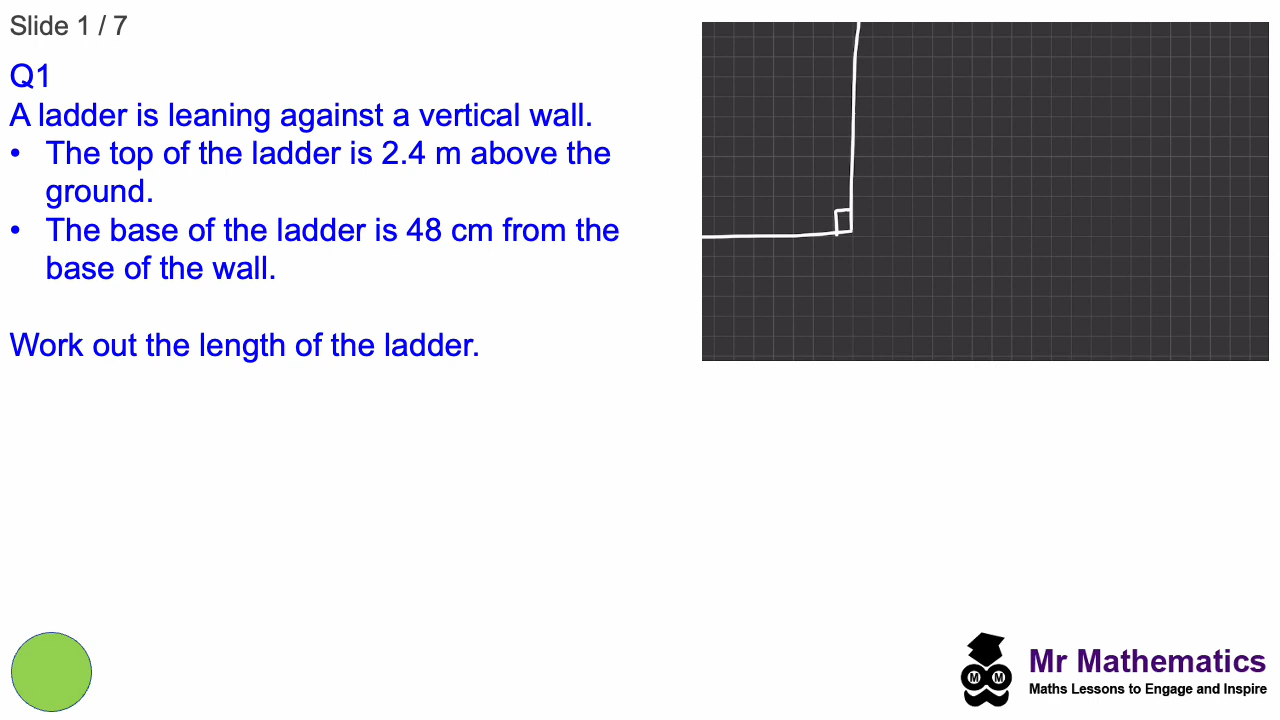 Slide 1 / 7
Q1
A ladder is leaning against a vertical wall.
• The top of the ladder is 2.4 m above the
ground.
• The base of the ladder is 48 cm from the
base of the wall.
Work out the length of the ladder.
M M
Mr Mathematics
Maths Lessons to Engage and Inspire